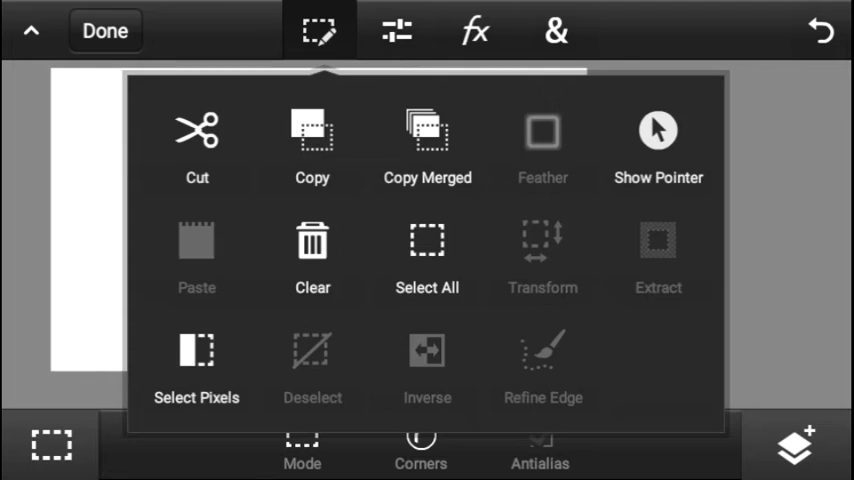 Done fx &
Cut Copy Copy Merged Feather Show Pointer
Paste Clear Select All Transform Extract
Select Pixels Deselect Inverse Refine Edge
Mode Corners Antialias